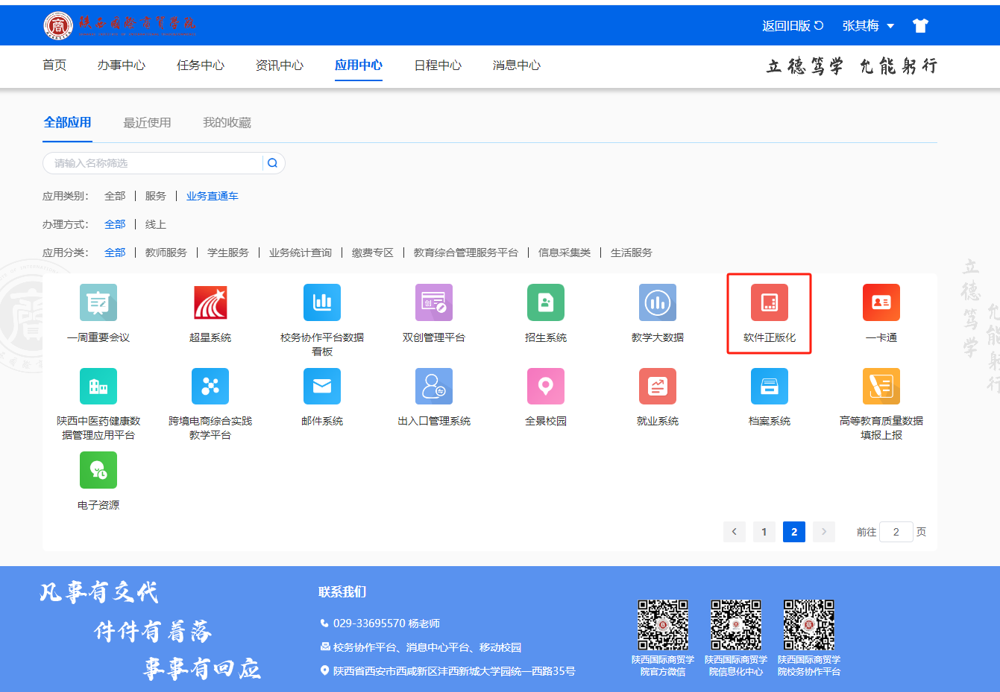 陕西国际商贸学院
返回旧版 张其梅
首页 办事中心 任务中心 资讯中心 应用中心 日程中心 消息中心
立德笃学 允能躬行
全部应用 最近使用 我的收藏
请输入名称筛选
应用类别： 全部 服务 业务直通车
办理方式： 全部 线上
应用分类： 全部 教师服务 学生服务 业务统计查询 缴费专区 教育综合管理服务平台 信息采集类 生活服务
一周重要会议 超星系统 校务协作平台数据 双创管理平台 招生系统 教学大数据 软件正版化 一卡通
看板
陕西中医药健康数 跨境电商综合实践 邮件系统 出入口管理系统 全景校园 就业系统 档案系统 高等教育质量数据
据管理应用平台 教学平台 填报上报
电子资源
立德笃学
允能躬行
1 2 前往 2 页
凡事有交代
件件有着落
事事有回应
联系我们
029-33695570 杨老师
校务协作平台、消息中心平台、移动校园
陕西省西安市西咸新区沣西新城大学园统一西路35号
陕西国际商贸学 陕西国际商贸学 陕西国际商贸学
院官方微信 院信息化中心 院校务协作平台